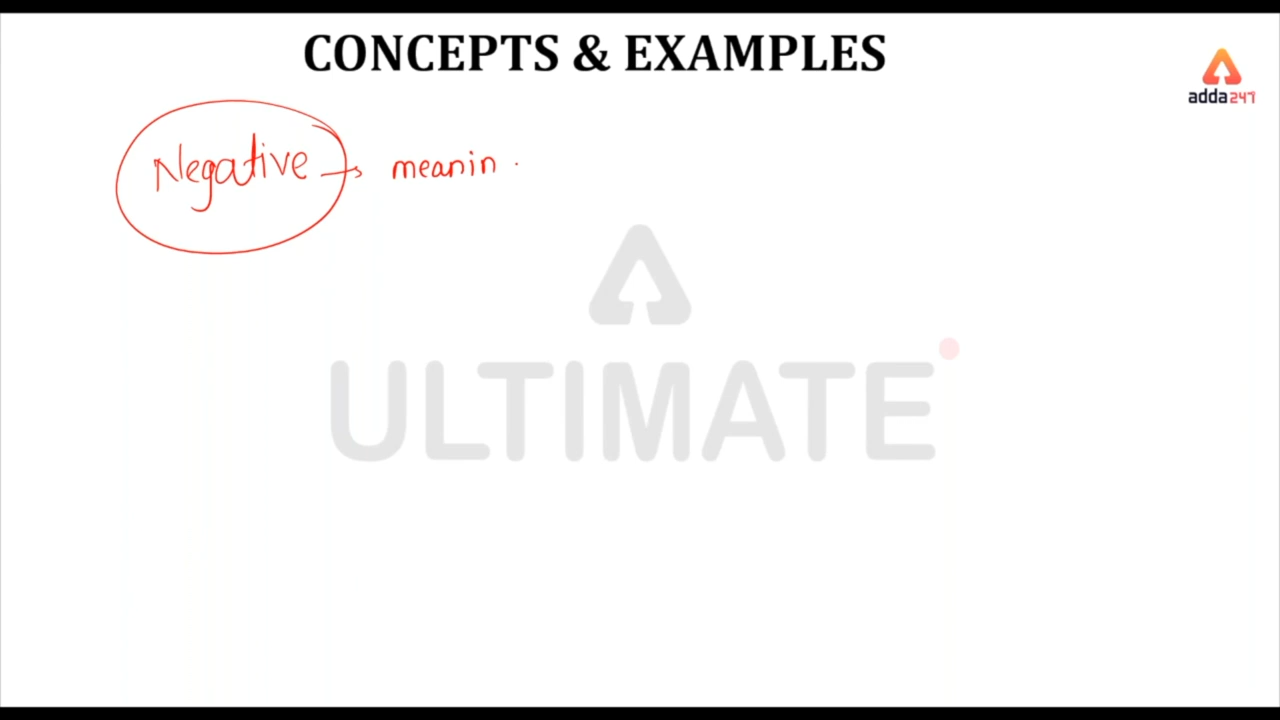 CONCEPTS & EXAMPLES
adda247
Negative → meanin
ULTIMATE